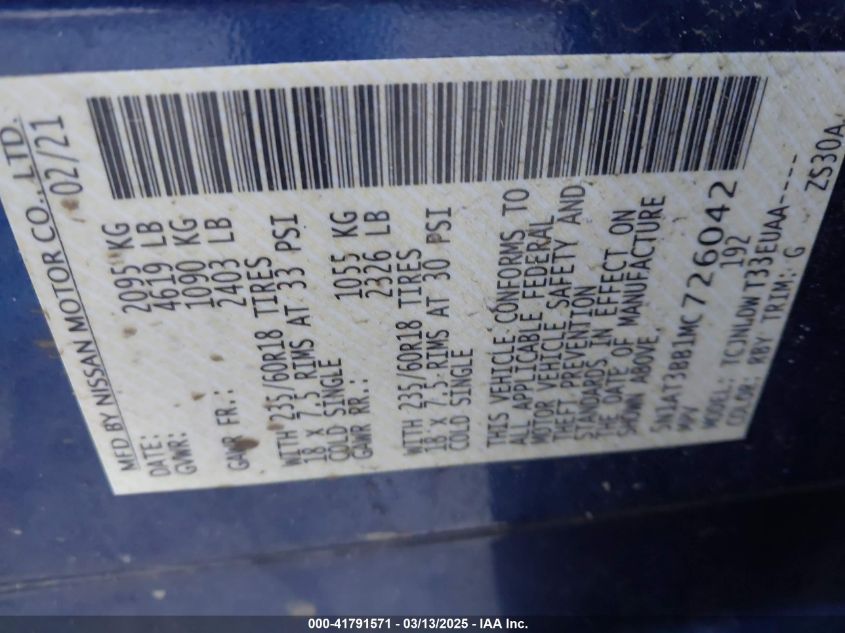 MFD BY NISSAN MOTOR CO., LTD.
DATE: 02/21
GVWR: 2095 KG
4619 LB
GAWR FR.: 1090 KG
2403 LB
WITH 235/60R18 TIRES
18 X 7.5 RIMS AT 33 PSI
COLD SINGLE
GAWR RR.: 1055 KG
2326 LB
WITH 235/60R18 TIRES
18 X 7.5 RIMS AT 30 PSI
COLD SINGLE
THIS VEHICLE CONFORMS TO
ALL APPLICABLE FEDERAL
MOTOR VEHICLE SAFETY AND
THEFT PREVENTION
STANDARDS IN EFFECT ON
THE DATE OF MANUFACTURE
SHOWN ABOVE.
5N1AT3BB1MC726042
MPV 192
MODEL: TCJNLDWT33EUAA----
COLOR: RBY TRIM: G ZS30A
000-41791571 - 03/13/2025 - IAA Inc.